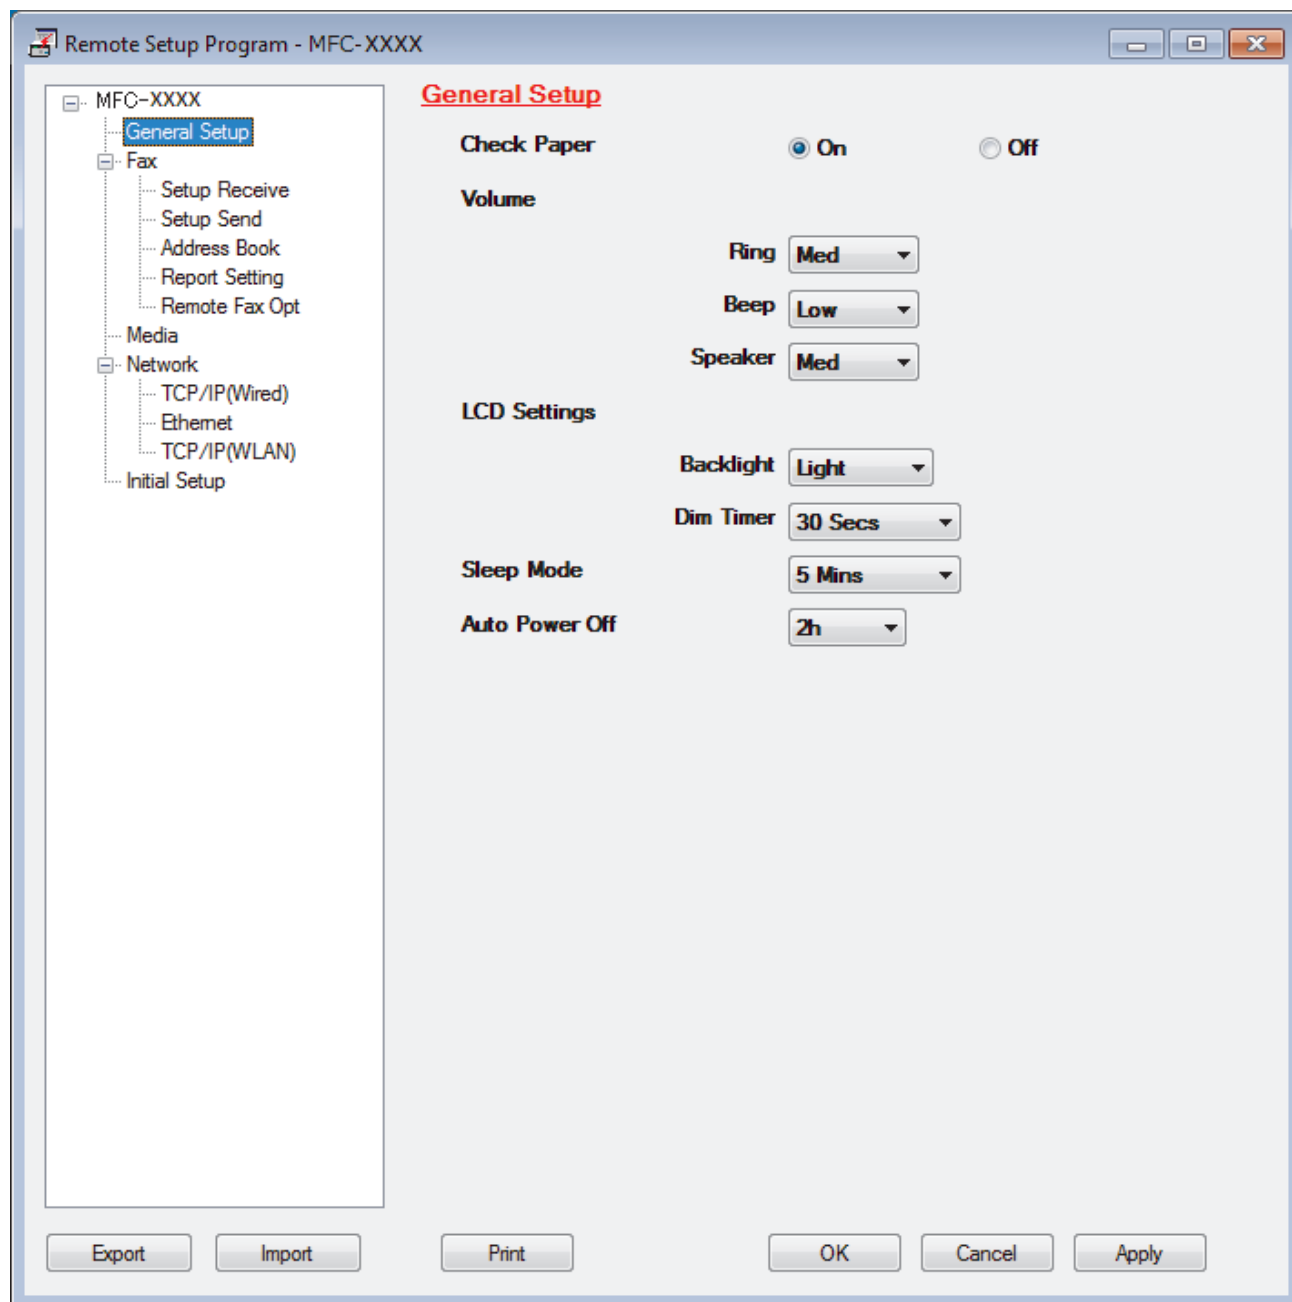 Remote Setup Program - MFC-XXXX
MFC-XXXX
General Setup
Fax
Setup Receive
Setup Send
Address Book
Report Setting
Remote Fax Opt
Media
Network
TCP/IP(Wired)
Ethernet
TCP/IP(WLAN)
Initial Setup
General Setup
Check Paper On Off
Volume
Ring Med
Beep Low
Speaker Med
LCD Settings
Backlight Light
Dim Timer 30 Secs
Sleep Mode 5 Mins
Auto Power Off 2h
Export Import Print OK Cancel Apply